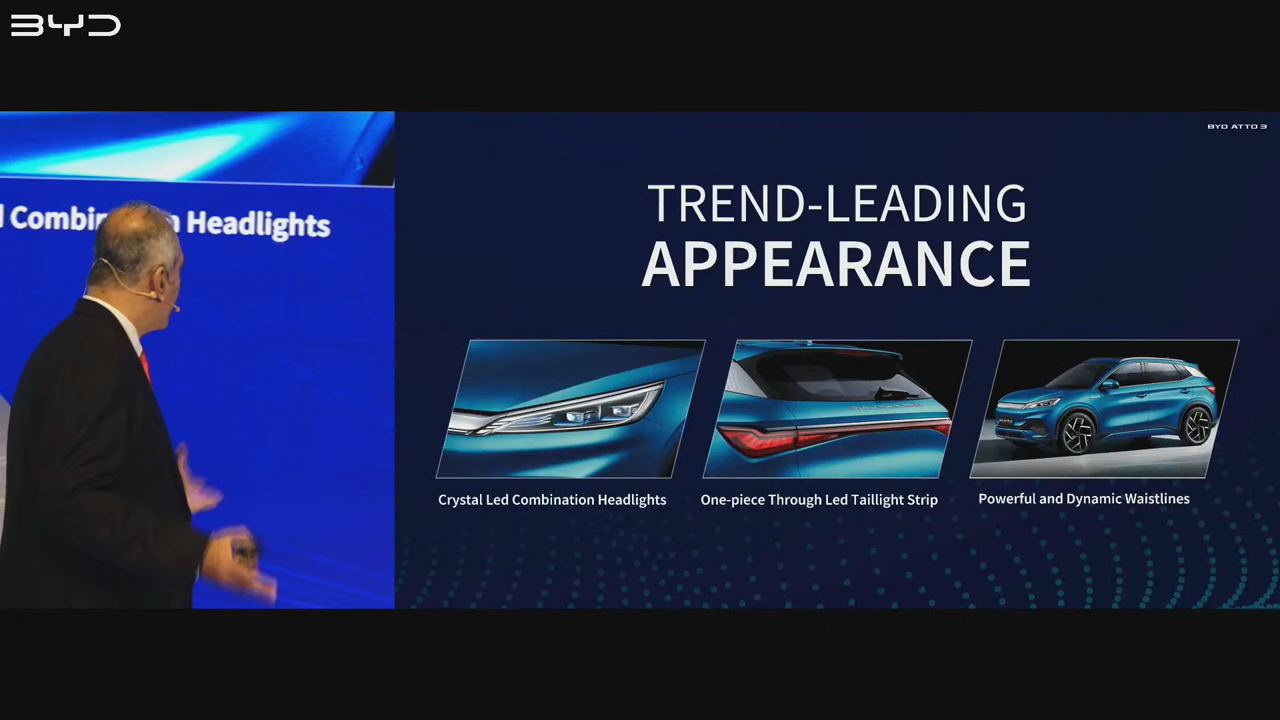 BYD
BYD ATTO 3
d Combin n Headlights
TREND-LEADING
APPEARANCE
Crystal Led Combination Headlights
One-piece Through Led Taillight Strip
Powerful and Dynamic Waistlines